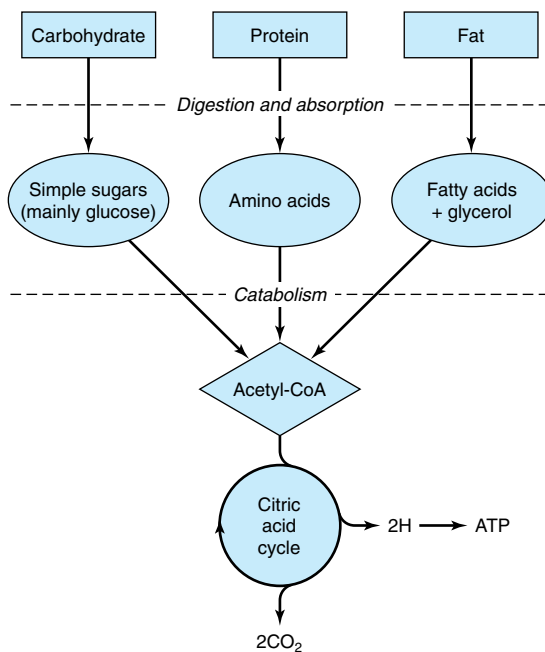 Carbohydrate
Protein
Fat
Digestion and absorption
Simple sugars
(mainly glucose)
Amino acids
Fatty acids
+ glycerol
Catabolism
Acetyl-CoA
Citric
acid
cycle
2H
ATP
2CO₂